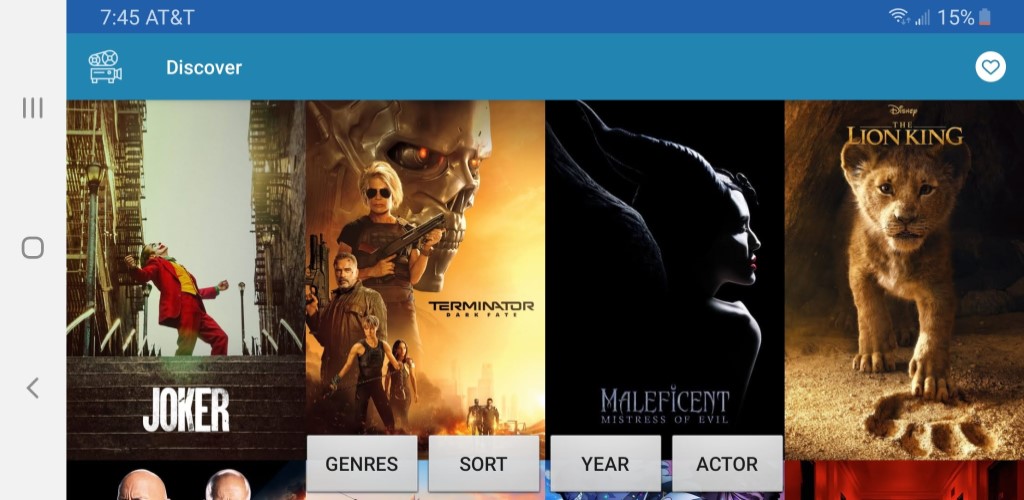 7:45 AT&T
15%
Discover
JOKER
TERMINATOR
DARK FATE
MALEFICENT
MISTRESS OF EVIL
Disney
THE
LION KING
GENRES
SORT
YEAR
ACTOR